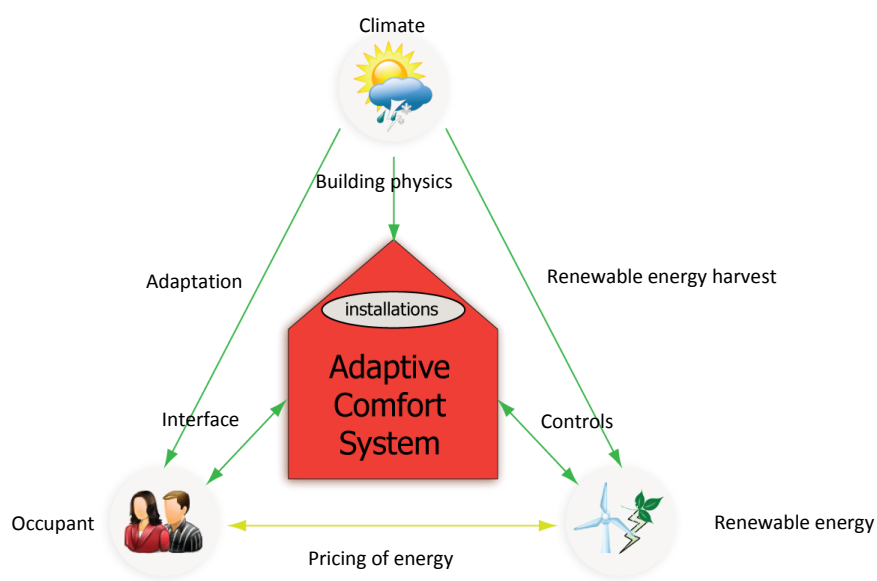 Climate
Building physics
Adaptation
Renewable energy harvest
installations
Adaptive
Comfort
System
Interface
Controls
Occupant
Renewable energy
Pricing of energy